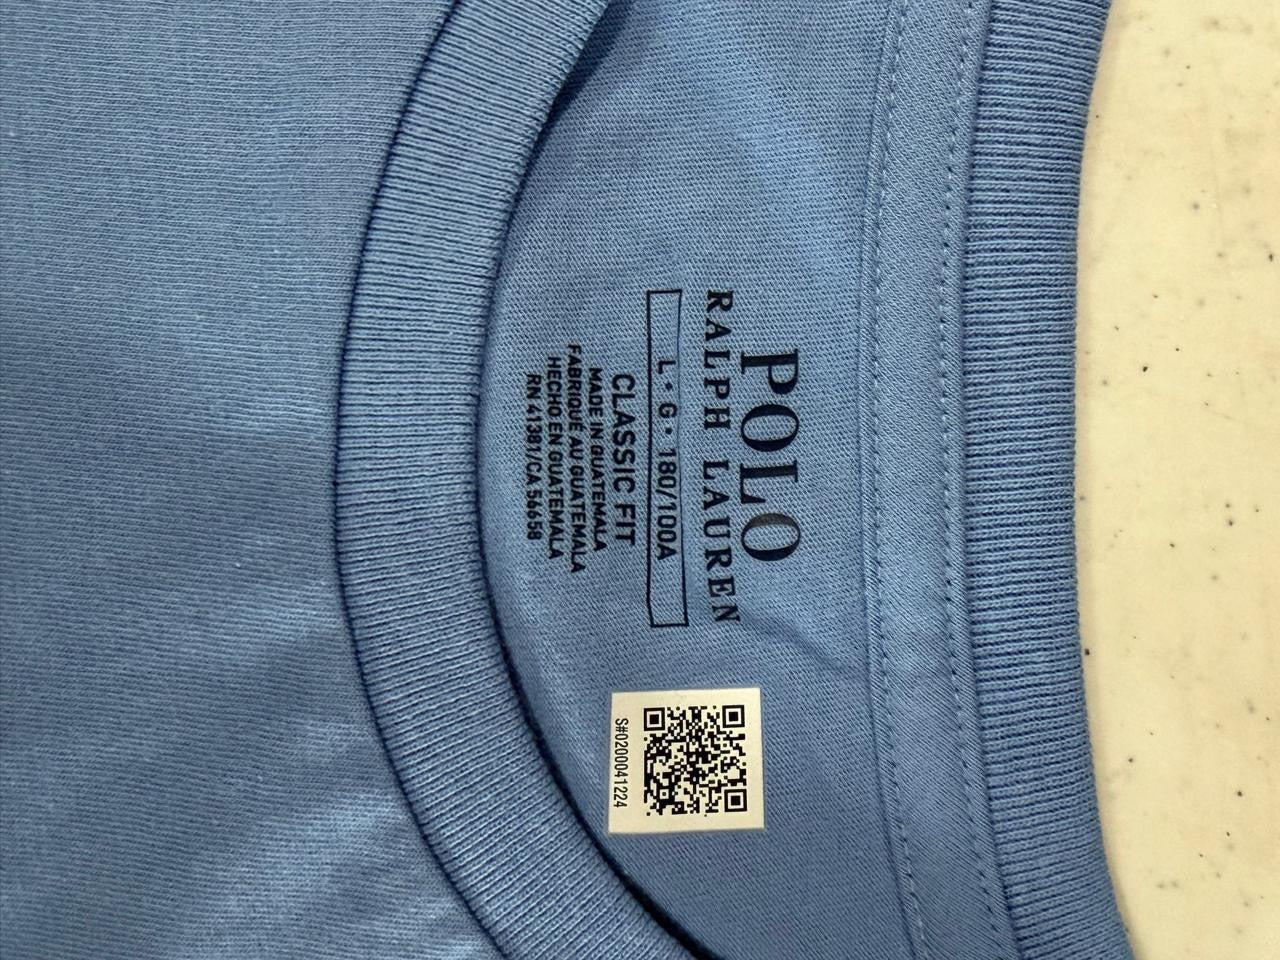 POLO
RALPH LAUREN
L • G • 180/100A
CLASSIC FIT
MADE IN GUATEMALA
FABRIQUÉ AU GUATEMALA
HECHO EN GUATEMALA
RN 41381/CA 56658
S#0200041224